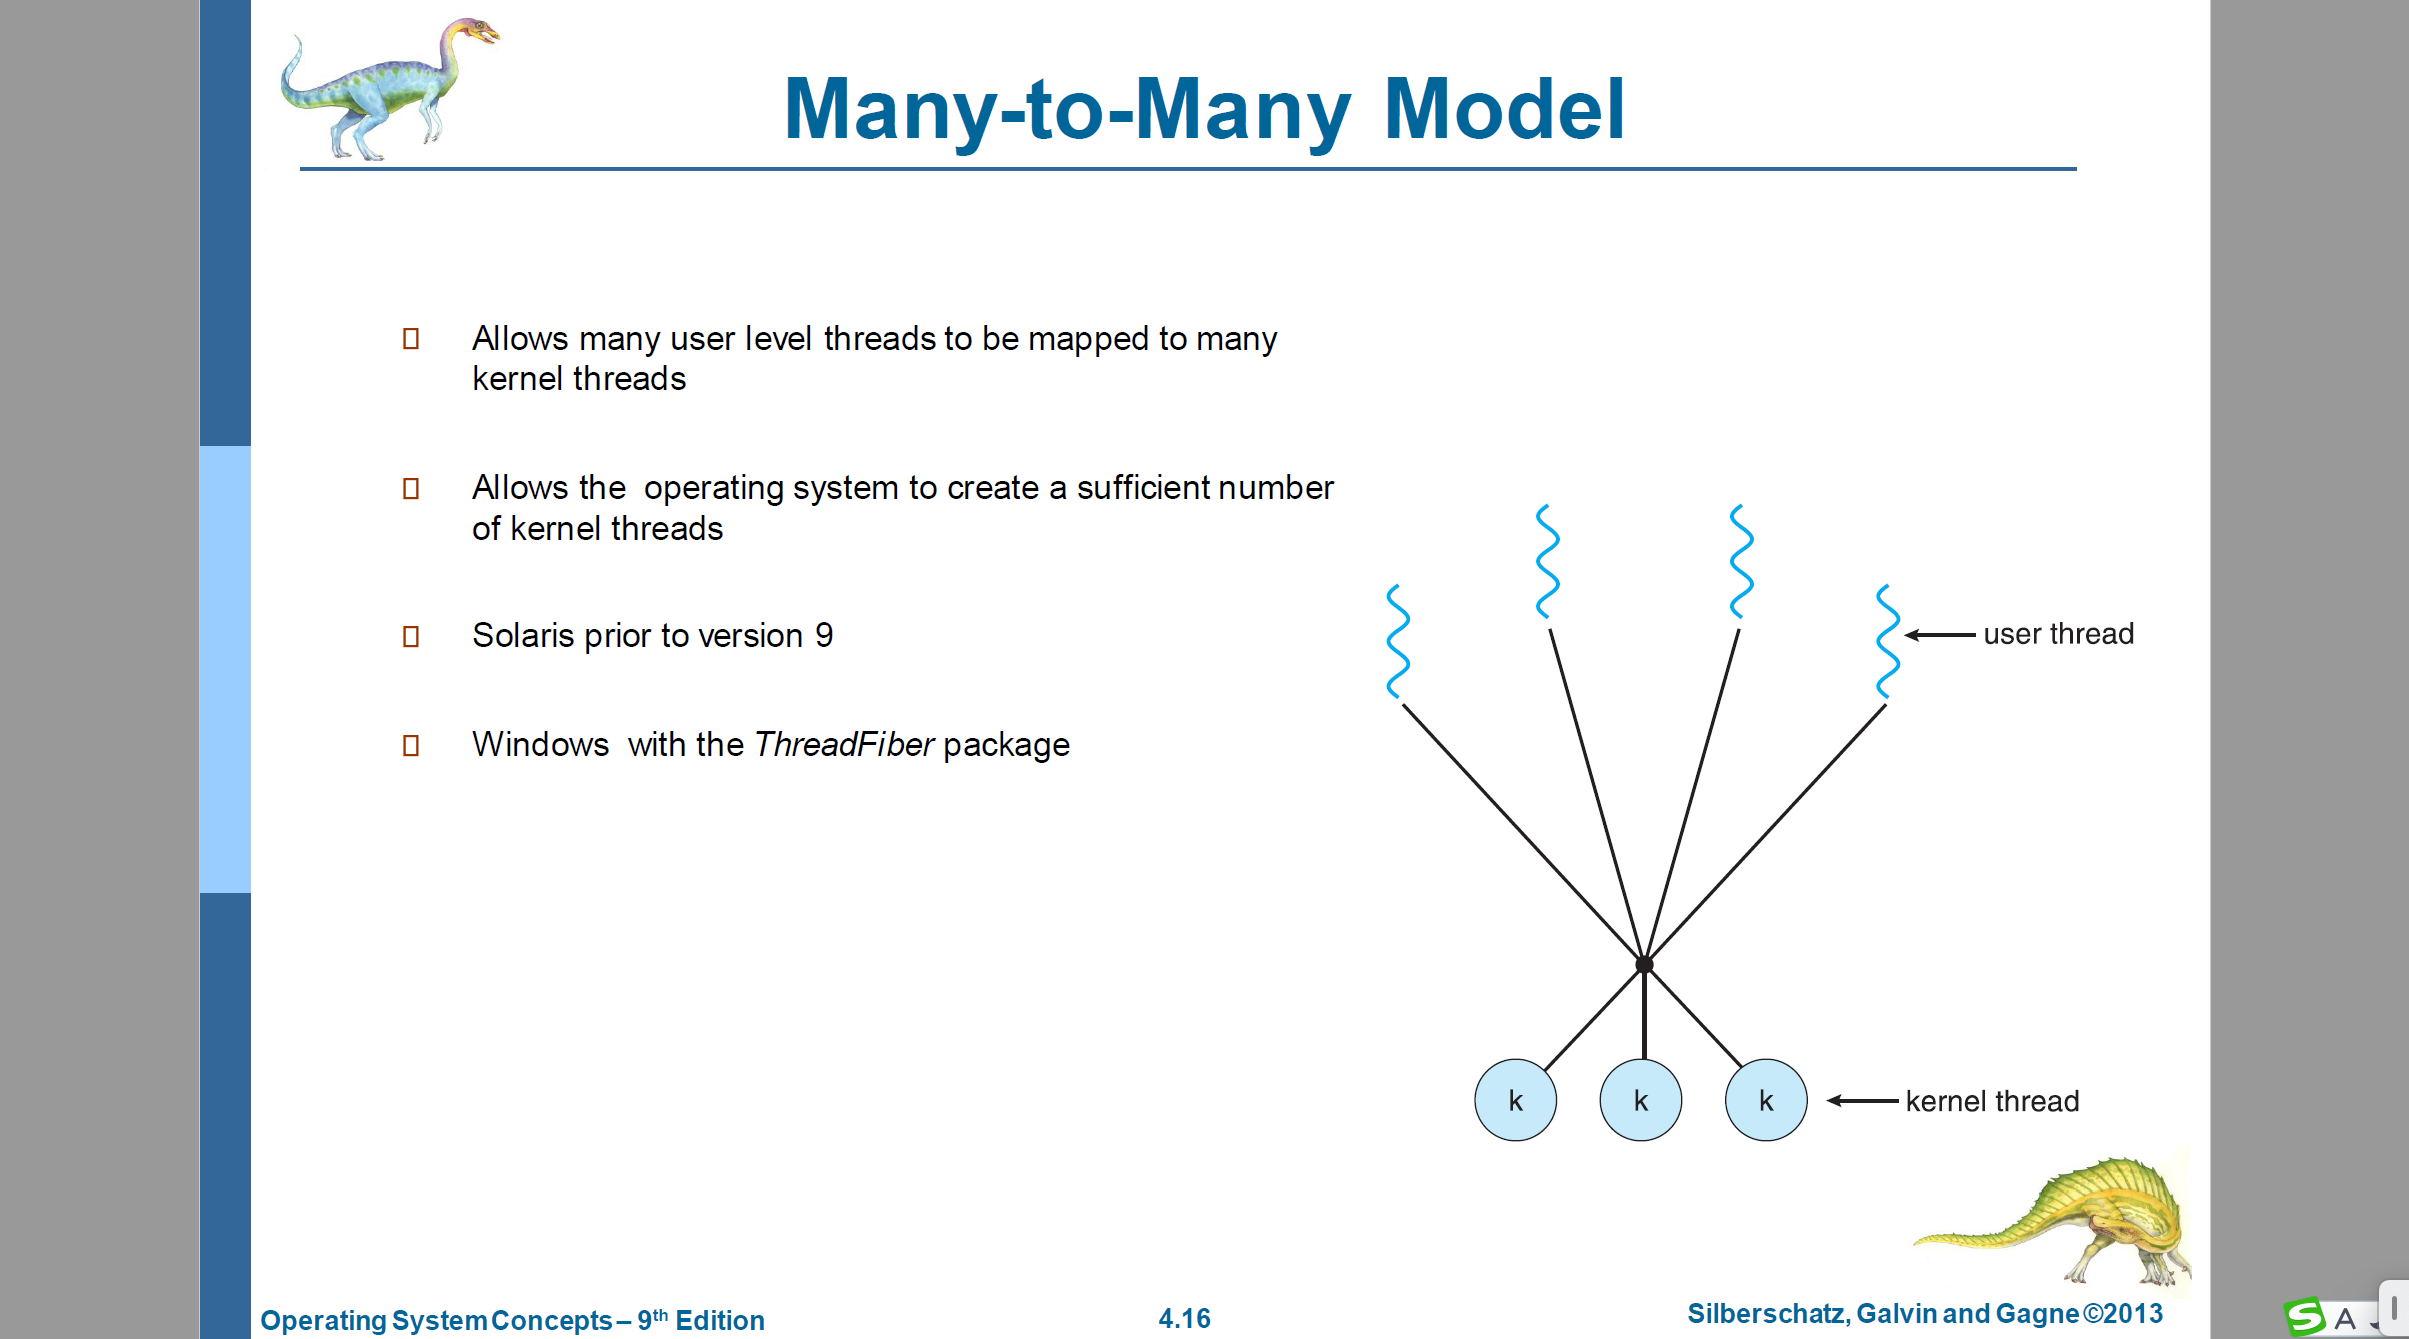 Many-to-Many Model
Allows many user level threads to be mapped to many
kernel threads
Allows the operating system to create a sufficient number
of kernel threads
Solaris prior to version 9
Windows with the ThreadFiber package
user thread
k k k
kernel thread
Operating System Concepts – 9th Edition
4.16
Silberschatz, Galvin and Gagne ©2013
S A